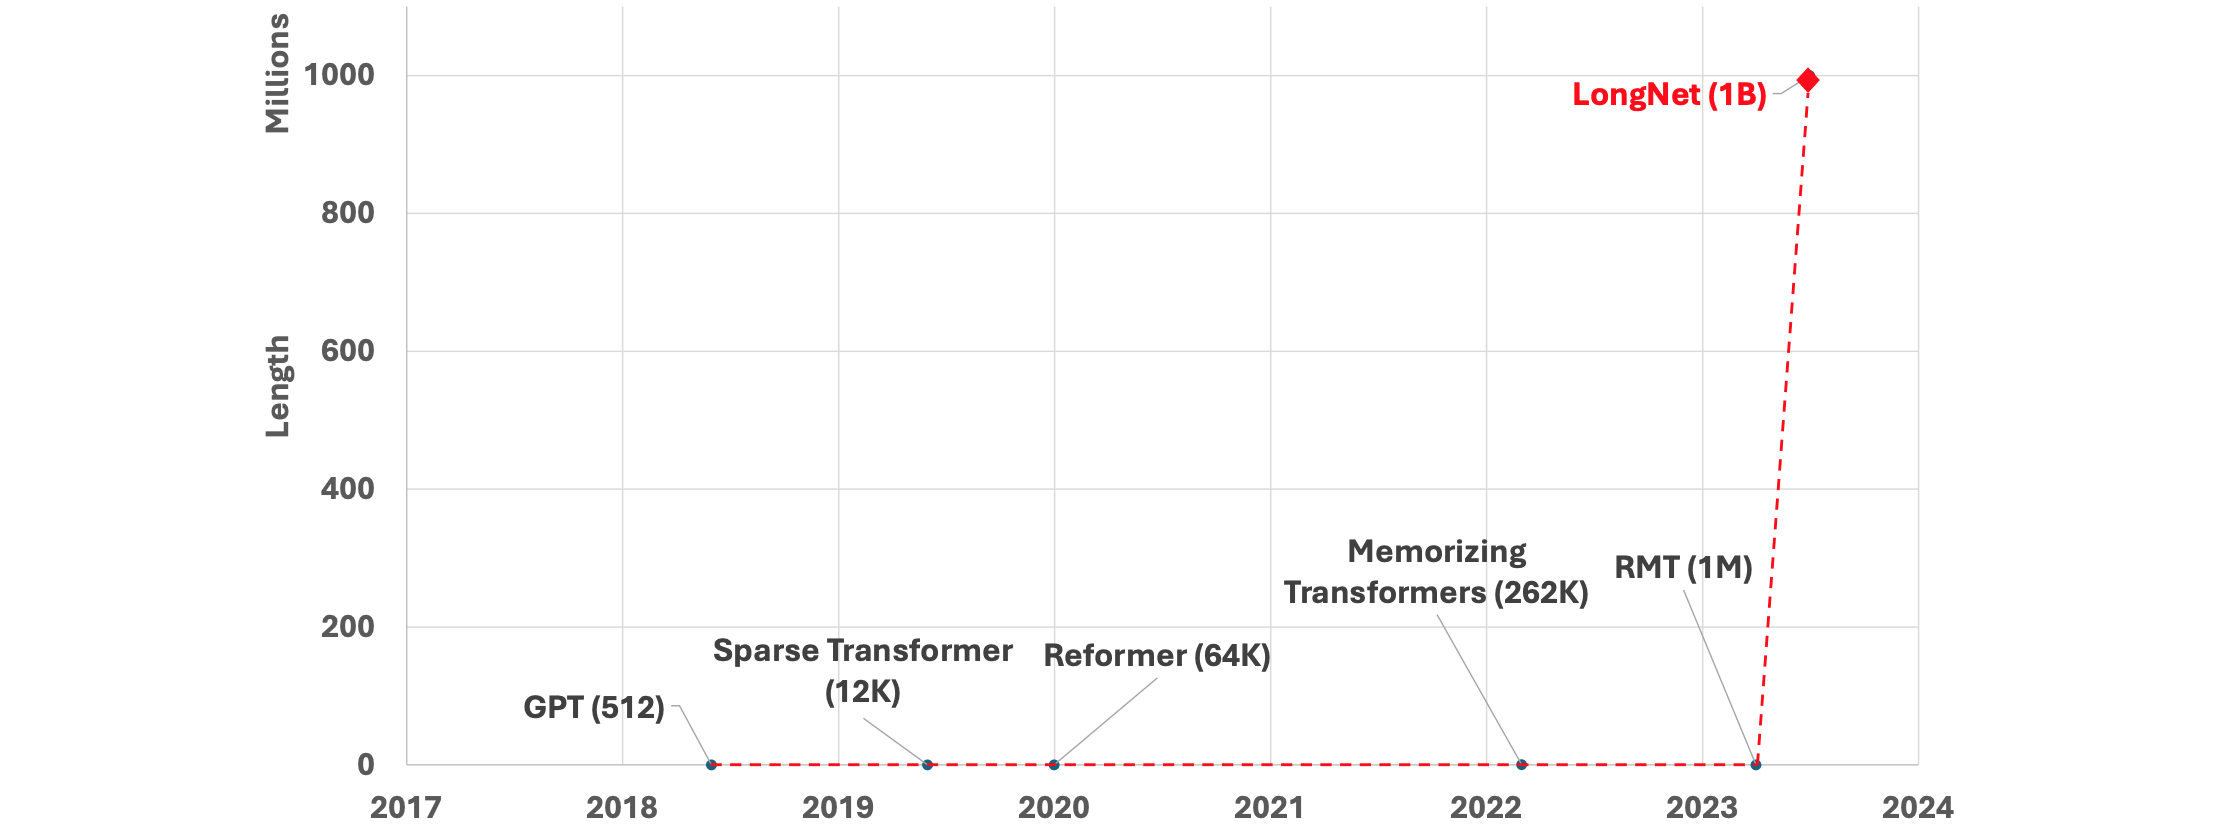 Millions
Length
1000
800
600
400
200
0
LongNet (1B)
Memorizing
Transformers (262K)
RMT (1M)
Sparse Transformer
(12K)
Reformer (64K)
GPT (512)
2017 2018 2019 2020 2021 2022 2023 2024